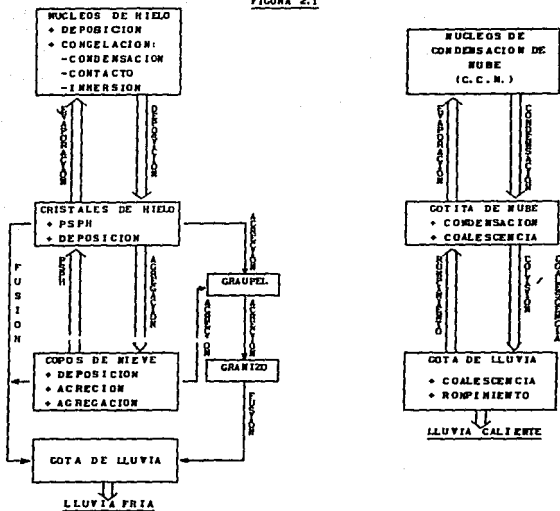 FIGURA 2.1
NUCLEOS DE HIELO
+ DEPOSICION
+ CONGELACION:
-CONDENSACION
-CONTACTO
-INMERSION
EVAPORACION
DEPOSICION
CRISTALES DE HIELO
+ PSPH
+ DEPOSICION
FUSION
PSPH
AGREGACION
ACRECION
GRAUPEL
ACRECION
ACRECION
GRANIZO
FUSION
COPOS DE NIEVE
+ DEPOSICION
+ ACRECION
+ AGREGACION
GOTA DE LLUVIA
LLUVIA FRIA
NUCLEOS DE
CONDENSACION DE
NUBE
(C.C.N.)
EVAPORACION
CONDENSACION
GOTITA DE NUBE
+ CONDENSACION
+ COALESCENCIA
COALESCENCIA
GOTA DE LLUVIA
+ COALESCENCIA
+ ROMPIMIENTO
LLUVIA CALIENTE